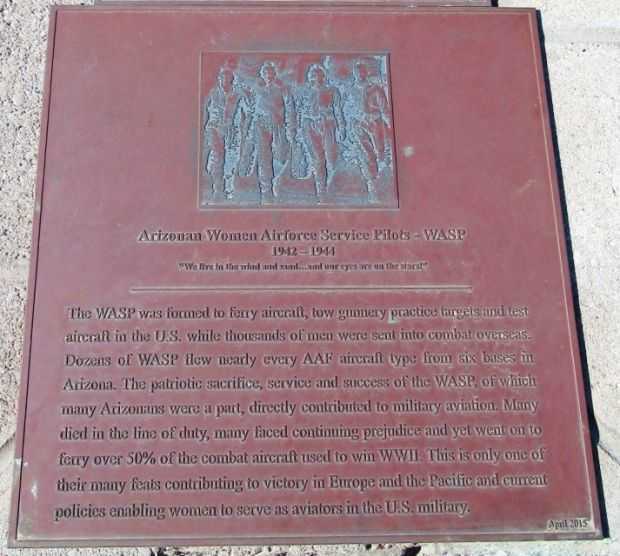 Arizonan Women Airforce Service Pilots - WASP
1942 – 1944
"We live in the wind and sand...and our eyes are on the stars!"
The WASP was formed to ferry aircraft, tow gunnery practice targets and test
aircraft in the U.S. while thousands of men were sent into combat overseas.
Dozens of WASP flew nearly every AAF aircraft type from six bases in
Arizona. The patriotic sacrifice, service and success of the WASP, of which
many Arizonans were a part, directly contributed to military aviation. Many
died in the line of duty, many faced continuing prejudice and yet went on to
ferry over 50% of the combat aircraft used to win WWII. This is only one of
their many feats contributing to victory in Europe and the Pacific and current
policies enabling women to serve as aviators in the U.S. military.
April 2015